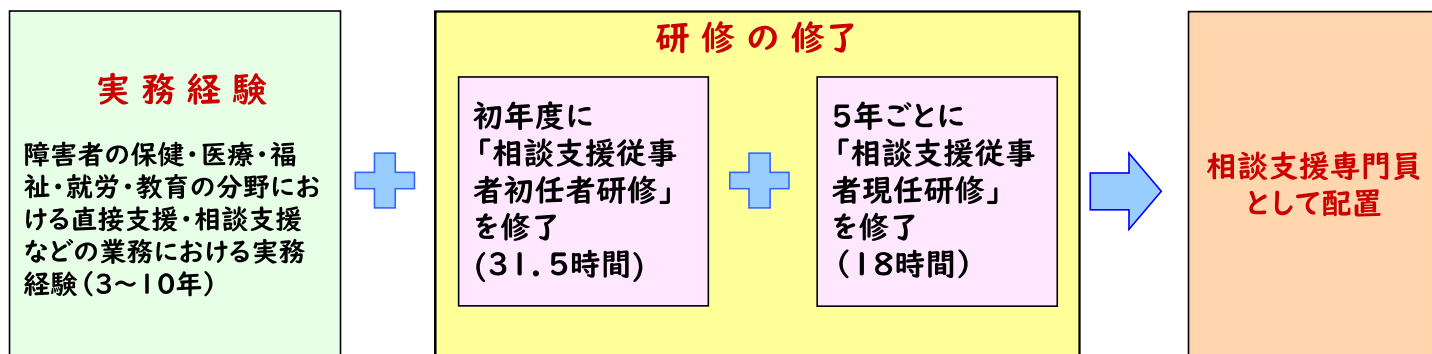 実務経験
障害者の保健・医療・福
祉・就労・教育の分野にお
ける直接支援・相談支援
などの業務における実務
経験(3~10年)
研修の修了
初年度に
「相談支援従事
者初任者研修」
を修了
(31.5時間)
5年ごとに
「相談支援従事
者現任研修」
を修了
(18時間)
相談支援専門員
として配置